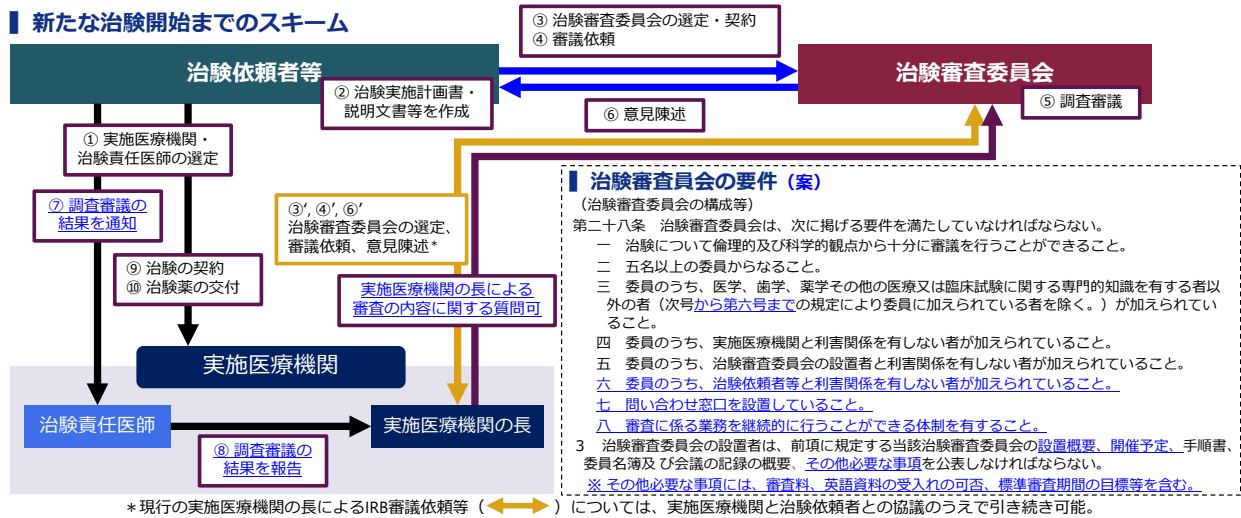 新たな治験開始までのスキーム
③ 治験審査委員会の選定・契約
④ 審議依頼
治験依頼者等
治験審査委員会
② 治験実施計画書・
説明文書等を作成
⑥ 意見陳述
⑤ 調査審議
① 実施医療機関・
治験責任医師の選定
⑦ 調査審議の
結果を通知
③’, ④’, ⑥’
治験審査委員会の選定、
審議依頼、意見陳述*
⑨ 治験の契約
⑩ 治験薬の交付
実施医療機関の長による
審査の内容に関する質問可
実施医療機関
治験責任医師
実施医療機関の長
⑧ 調査審議の
結果を報告
治験審査員会の要件（案）
（治験審査委員会の構成等）
第二十八条　治験審査委員会は、次に掲げる要件を満たしていなければならない。
一　治験について倫理的及び科学的観点から十分に審議を行うことができること。
二　五名以上の委員からなること。
三　委員のうち、医学、歯学、薬学その他の医療又は臨床試験に関する専門的知識を有する者以
外の者（次号から第六号までの規定により委員に加えられている者を除く。）が加えられてい
ること。
四　委員のうち、実施医療機関と利害関係を有しない者が加えられていること。
五　委員のうち、治験審査委員会の設置者と利害関係を有しない者が加えられていること。
六　委員のうち、治験依頼者等と利害関係を有しない者が加えられていること。
七　問い合わせ窓口を設置していること。
八　審査に係る業務を継続的に行うことができる体制を有すること。
3　治験審査委員会の設置者は、前項に規定する当該治験審査委員会の設置概要、開催予定、手順書、
委員名簿及 び会議の記録の概要、その他必要な事項を公表しなければならない。
※ その他必要な事項には、審査料、英語資料の受入れの可否、標準審査期間の目標等を含む。
*現行の実施医療機関の長によるIRB審議依頼等（　　）については、実施医療機関と治験依頼者との協議のうえで引き続き可能。